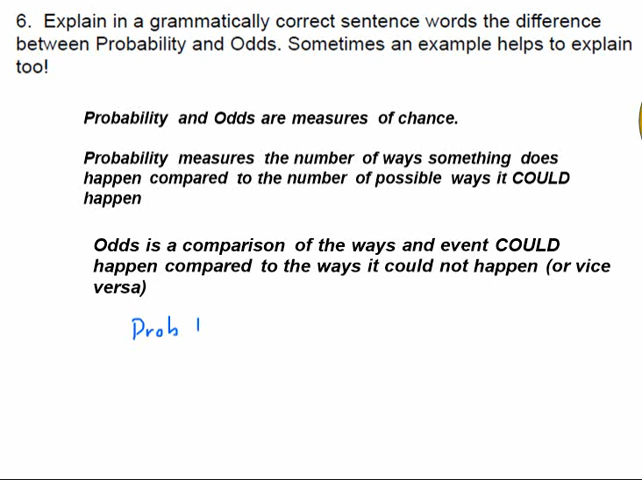 6. Explain in a grammatically correct sentence words the difference
between Probability and Odds. Sometimes an example helps to explain
too!
Probability and Odds are measures of chance.
Probability measures the number of ways something does
happen compared to the number of possible ways it COULD
happen
Odds is a comparison of the ways and event COULD
happen compared to the ways it could not happen (or vice
versa)
Prob 1